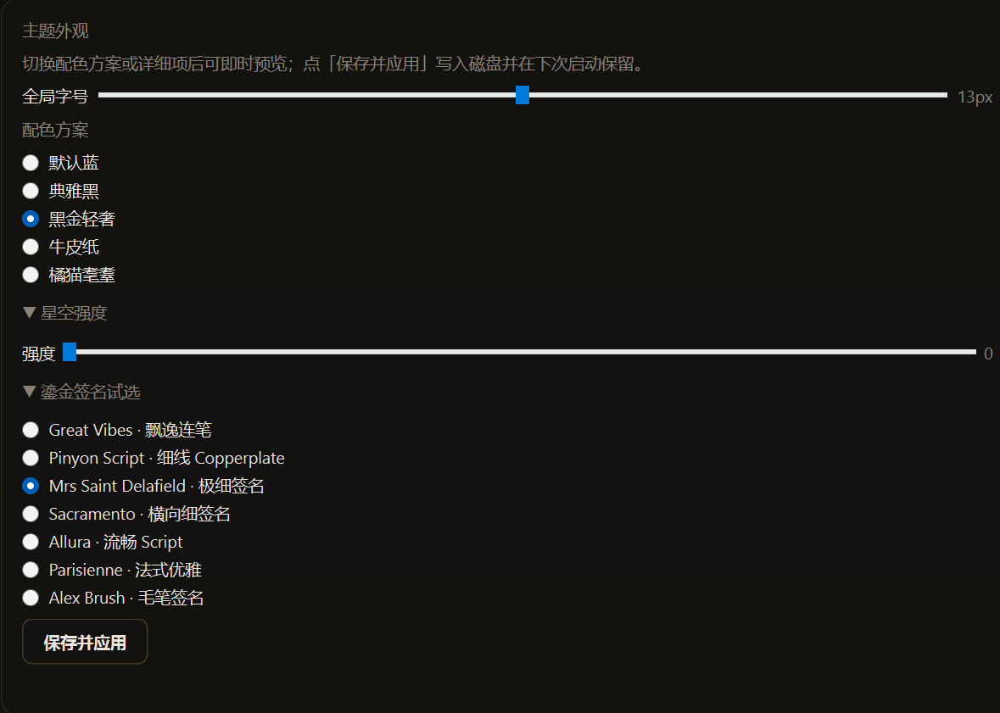 主题外观
切换配色方案或详细项后可即时预览；点「保存并应用」写入磁盘并在下次启动保留。
全局字号 13px
配色方案
默认蓝
典雅黑
黑金轻奢
牛皮纸
橘猫耄耋
▼ 星空强度
强度 0
▼ 鎏金签名试选
Great Vibes · 飘逸连笔
Pinyon Script · 细线 Copperplate
Mrs Saint Delafield · 极细签名
Sacramento · 横向细签名
Allura · 流畅 Script
Parisienne · 法式优雅
Alex Brush · 毛笔签名
保存并应用